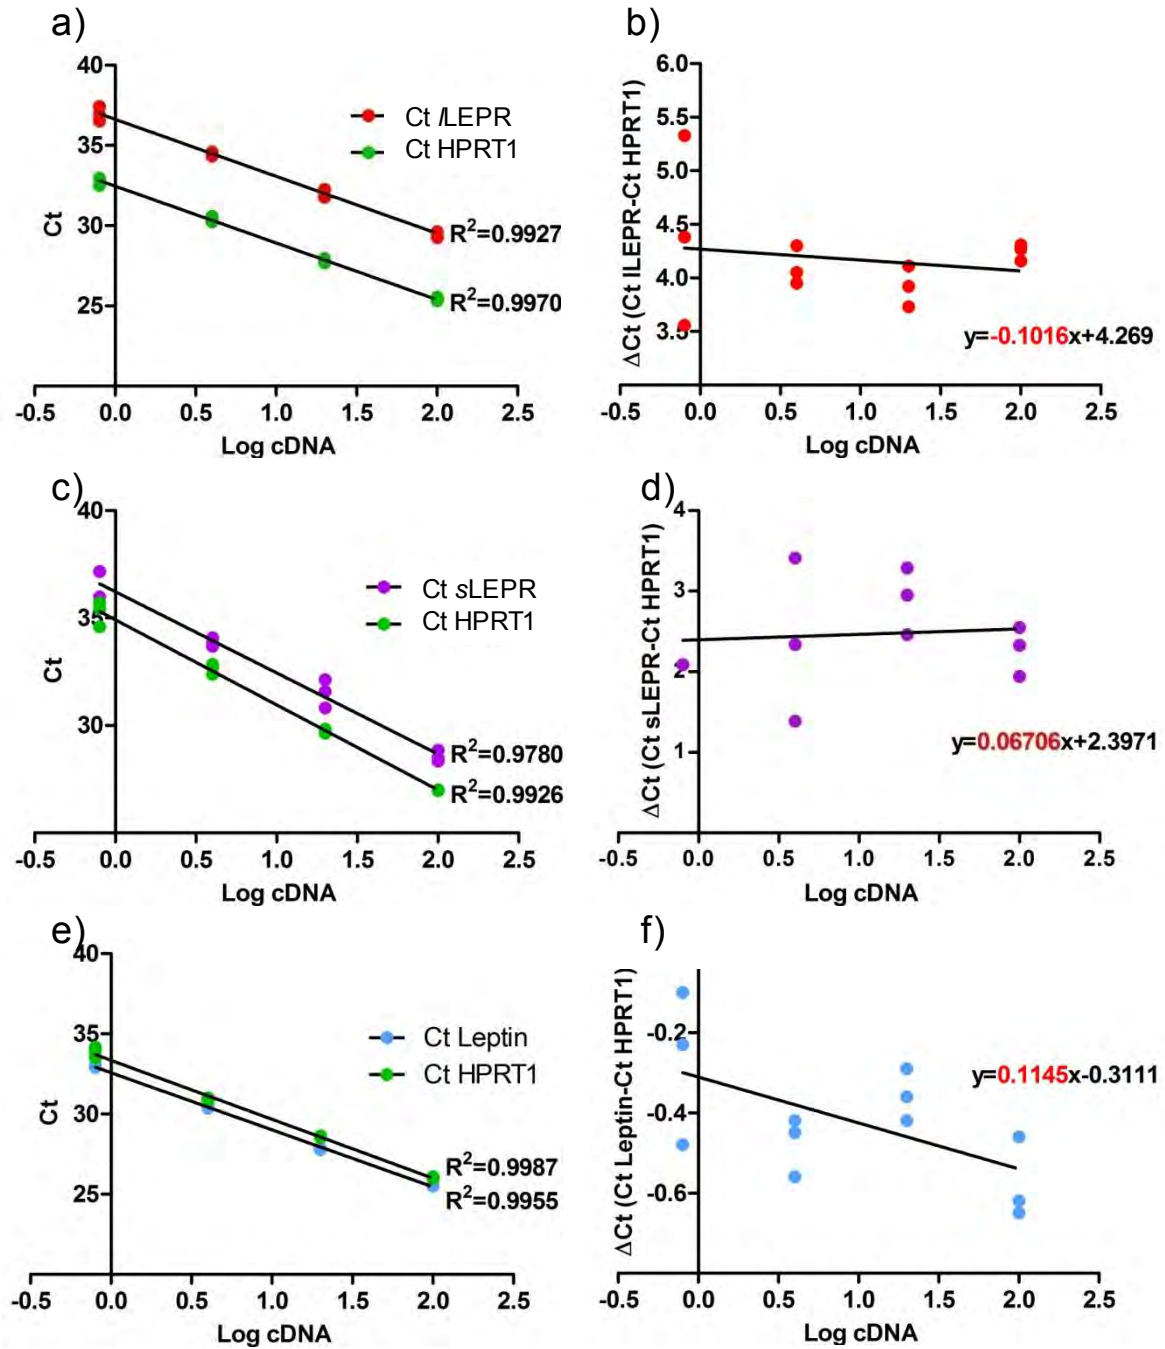 a)
40
35
30
25
Ct
Ct lLEPR
Ct HPRT1
R²=0.9927
R²=0.9970
-0.5 0.0 0.5 1.0 1.5 2.0 2.5
Log cDNA
b)
6.0
5.5
5.0
4.5
4.0
3.5
ΔCt (Ct lLEPR-Ct HPRT1)
y=-0.1016x+4.269
-0.5 0.0 0.5 1.0 1.5 2.0 2.5
Log cDNA
c)
40
35
30
Ct
Ct sLEPR
Ct HPRT1
R²=0.9780
R²=0.9926
-0.5 0.0 0.5 1.0 1.5 2.0 2.5
Log cDNA
d)
4
3
2
1
ΔCt (Ct sLEPR-Ct HPRT1)
y=0.06706x+2.3971
-0.5 0.0 0.5 1.0 1.5 2.0 2.5
Log cDNA
e)
40
35
30
25
Ct
Ct Leptin
Ct HPRT1
R²=0.9987
R²=0.9955
-0.5 0.0 0.5 1.0 1.5 2.0 2.5
Log cDNA
f)
-0.2
-0.4
-0.6
ΔCt (Ct Leptin-Ct HPRT1)
y=0.1145x-0.3111
-0.5 0.0 0.5 1.0 1.5 2.0 2.5
Log cDNA